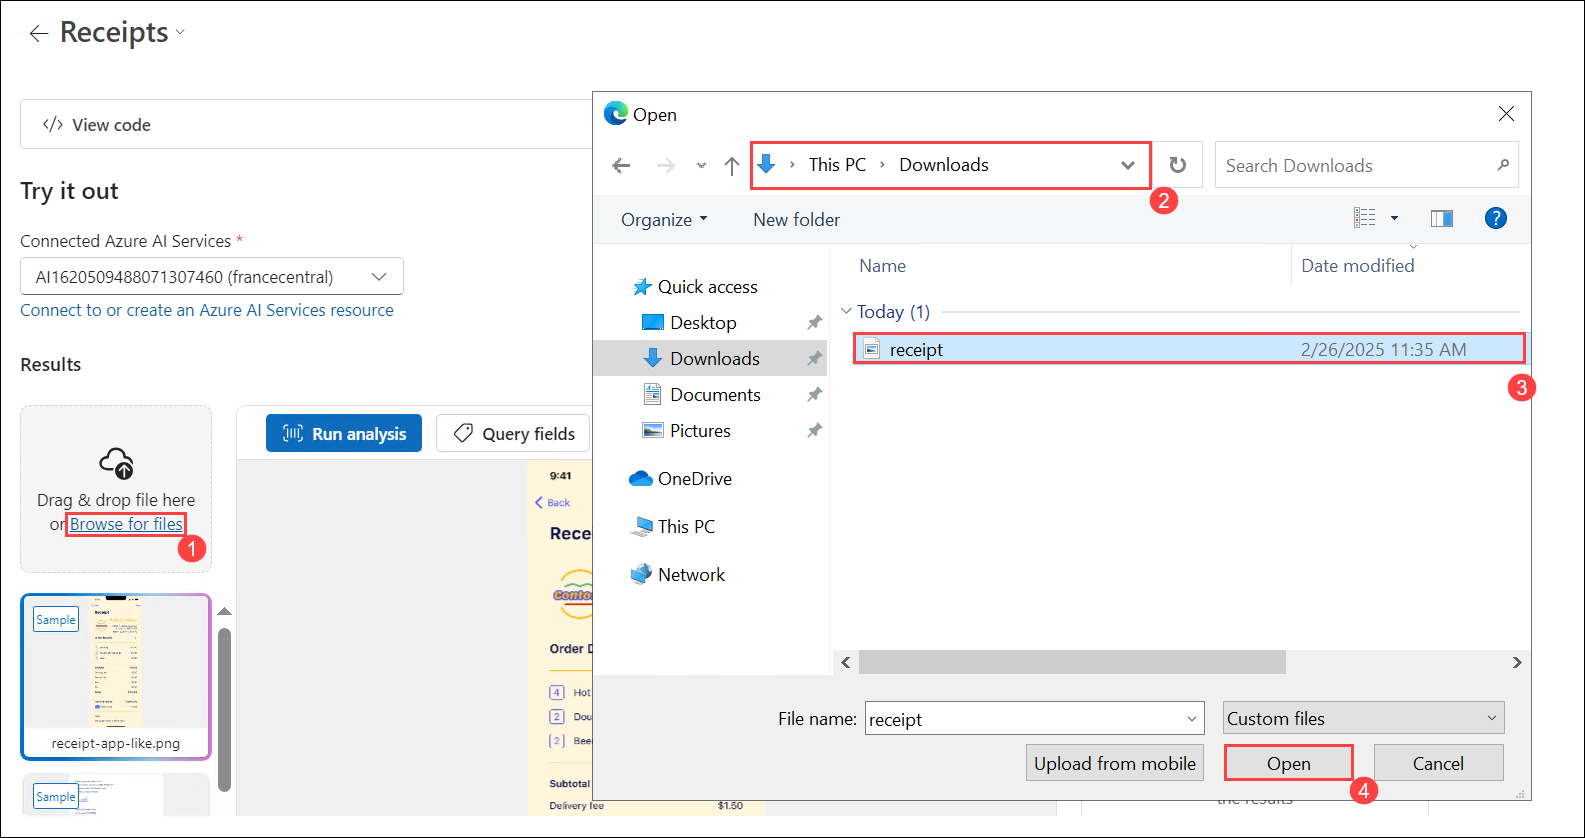 Receipts
</> View code
Try it out
Connected Azure AI Services *
AI1620509488071307460 (francecentral)
Connect to or create an Azure AI Services resource
Results
Drag & drop file here
or Browse for files
1
Sample
receipt-app-like.png
Sample
Run analysis
Query fields
9:41
Back
Rece
Conto
Order D
4 Hot
2 Dou
2 Bee
Subtotal
Delivery fee $1.50
Open
This PC > Downloads
2
Search Downloads
Organize
New folder
?
Name
Date modified
Quick access
Desktop
Downloads
Documents
Pictures
OneDrive
This PC
Network
Today (1)
receipt 2/26/2025 11:35 AM
3
File name: receipt
Custom files
Upload from mobile
Open
Cancel
4
the results